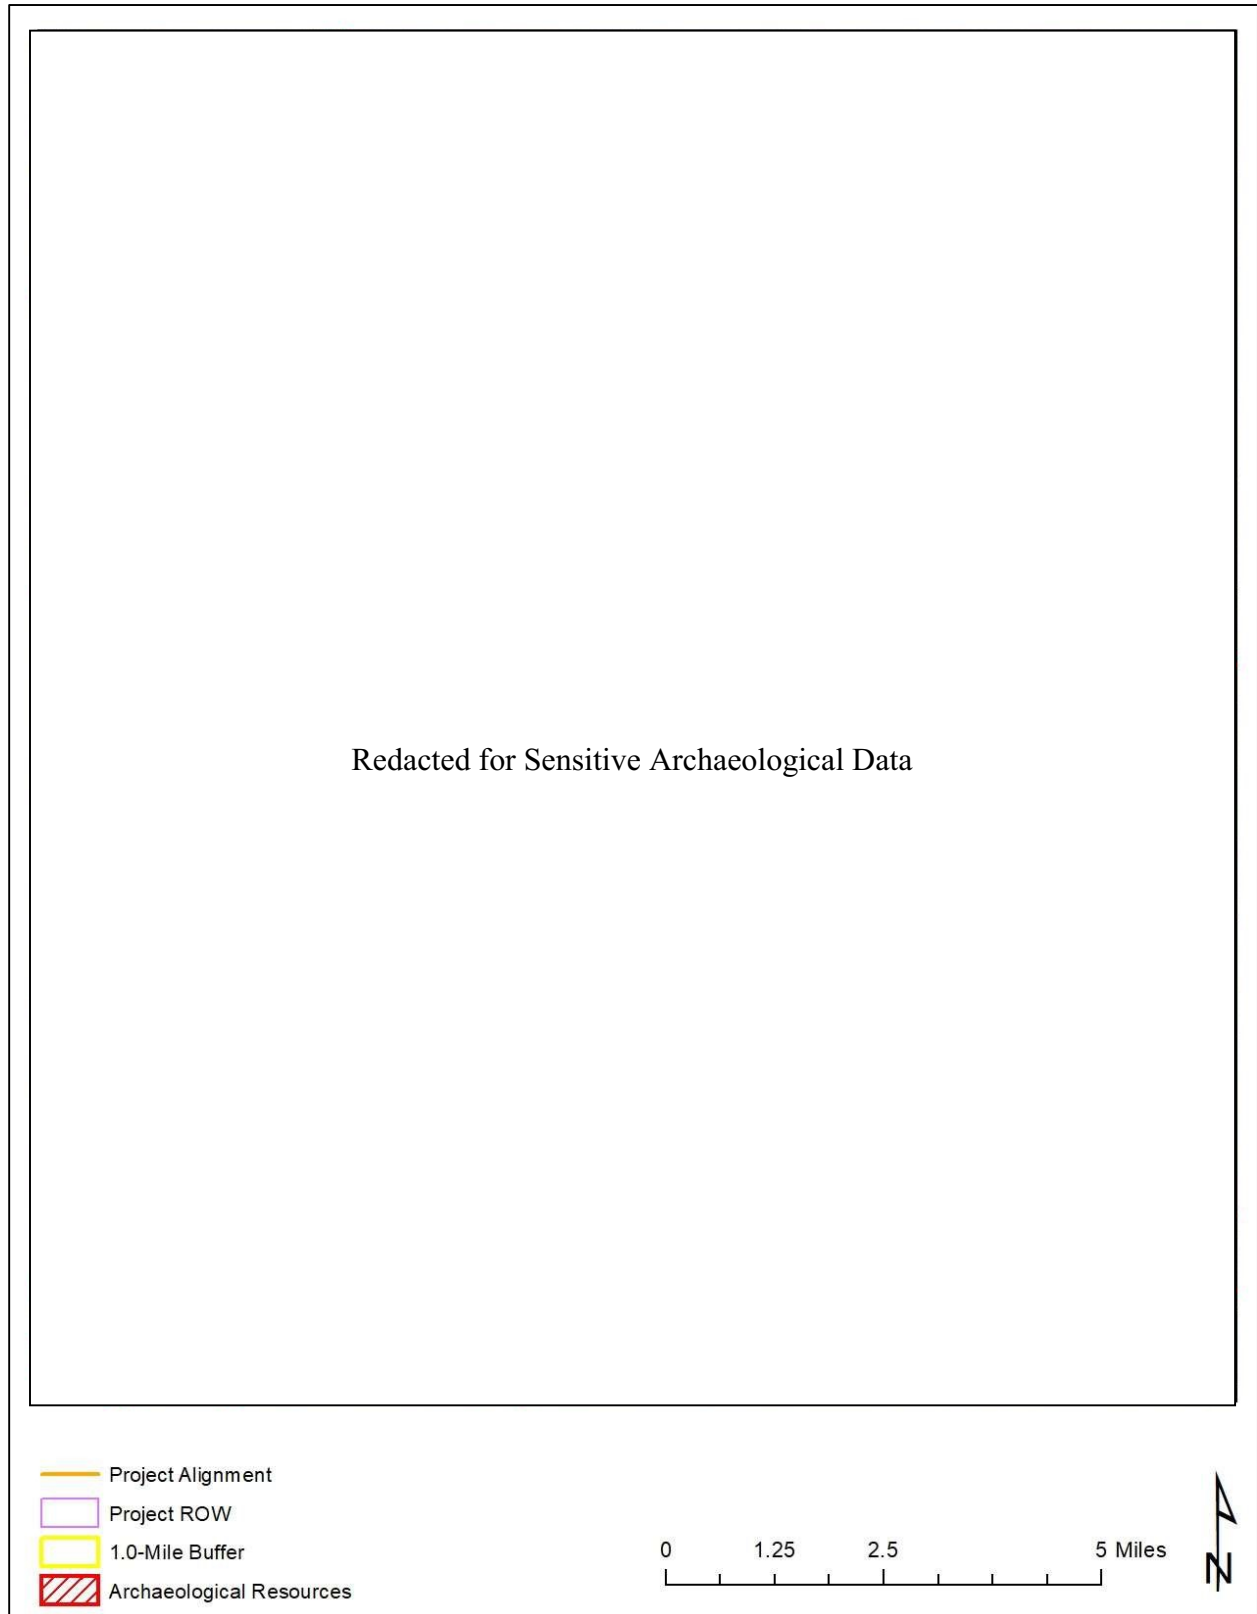 Redacted for Sensitive Archaeological Data
Project Alignment
Project ROW
1.0-Mile Buffer
Archaeological Resources
0 1.25 2.5 5 Miles
N